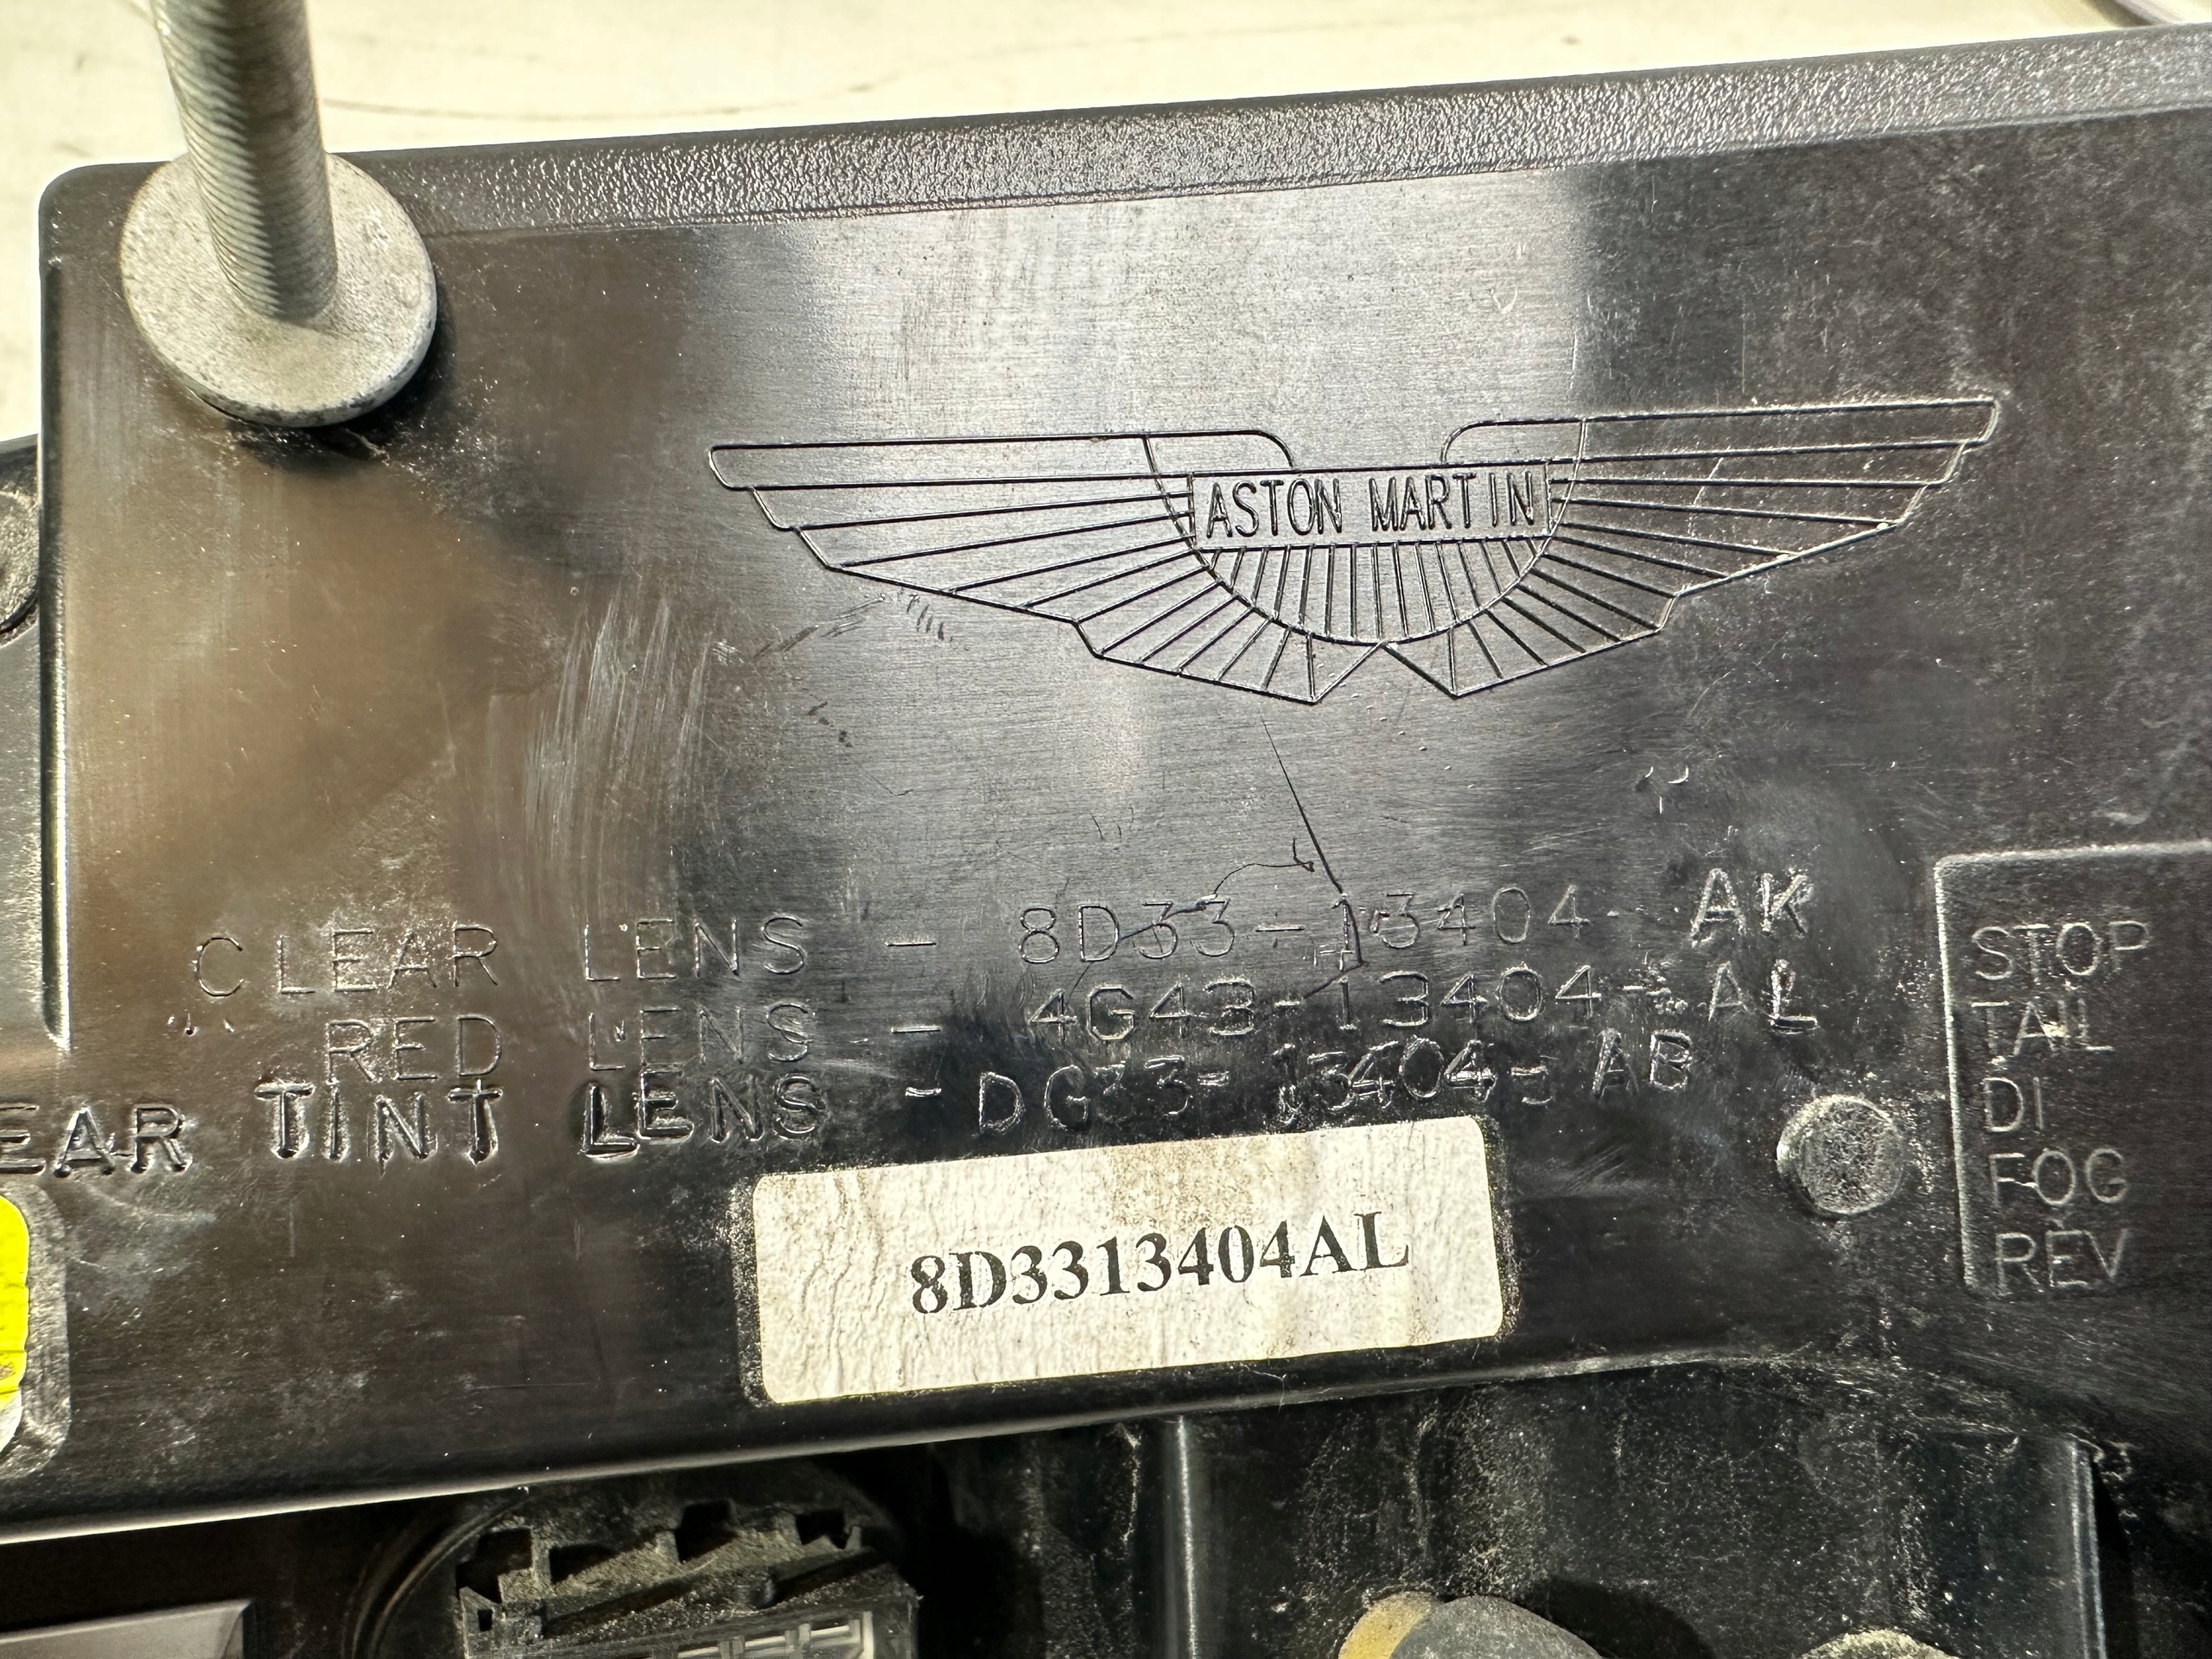 ASTON MARTIN
CLEAR LENS - 8D33-13404- AK
RED LENS - 4G43-13404- AL
EAR TINT LENS - DG33-13404- AB
8D3313404AL
STOP
TAIL
DI
FOG
REV